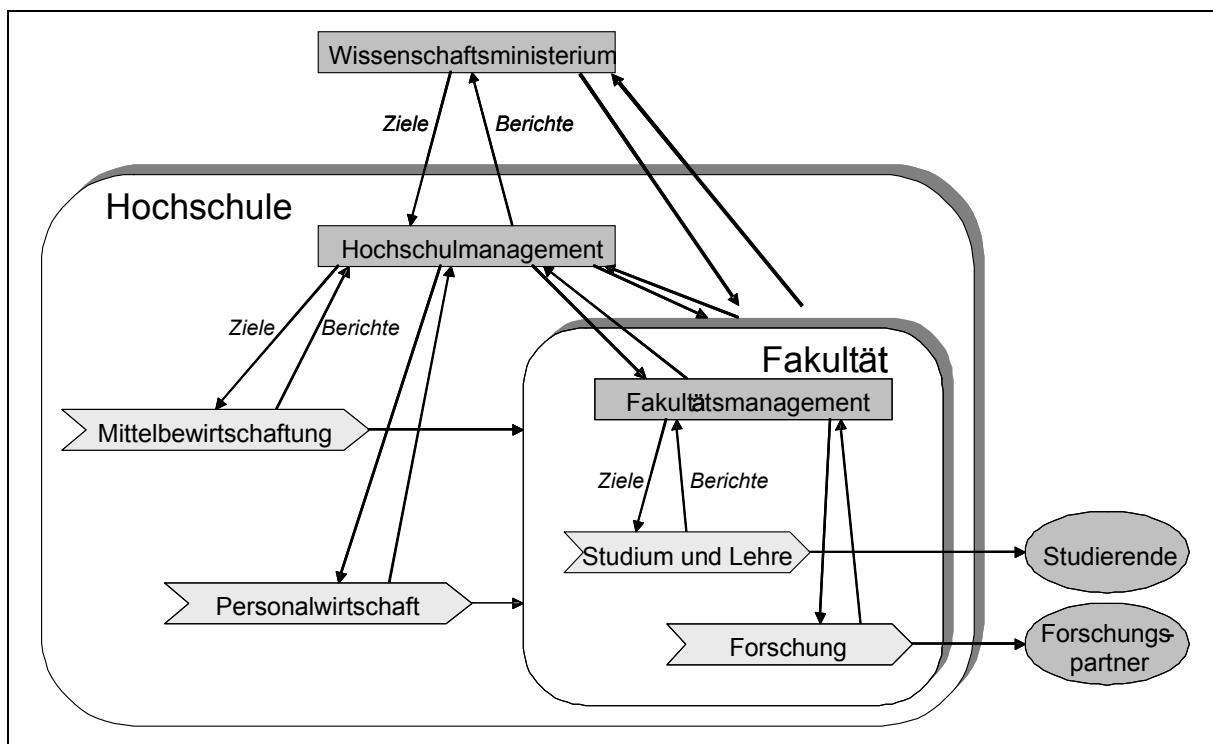 Wissenschaftsministerium
Ziele
Berichte
Hochschule
Hochschulmanagement
Ziele
Berichte
Fakultät
Fakultätsmanagement
Mittelbewirtschaftung
Ziele
Berichte
Studium und Lehre
Studierende
Personalwirtschaft
Forschung
Forschungs-
partner